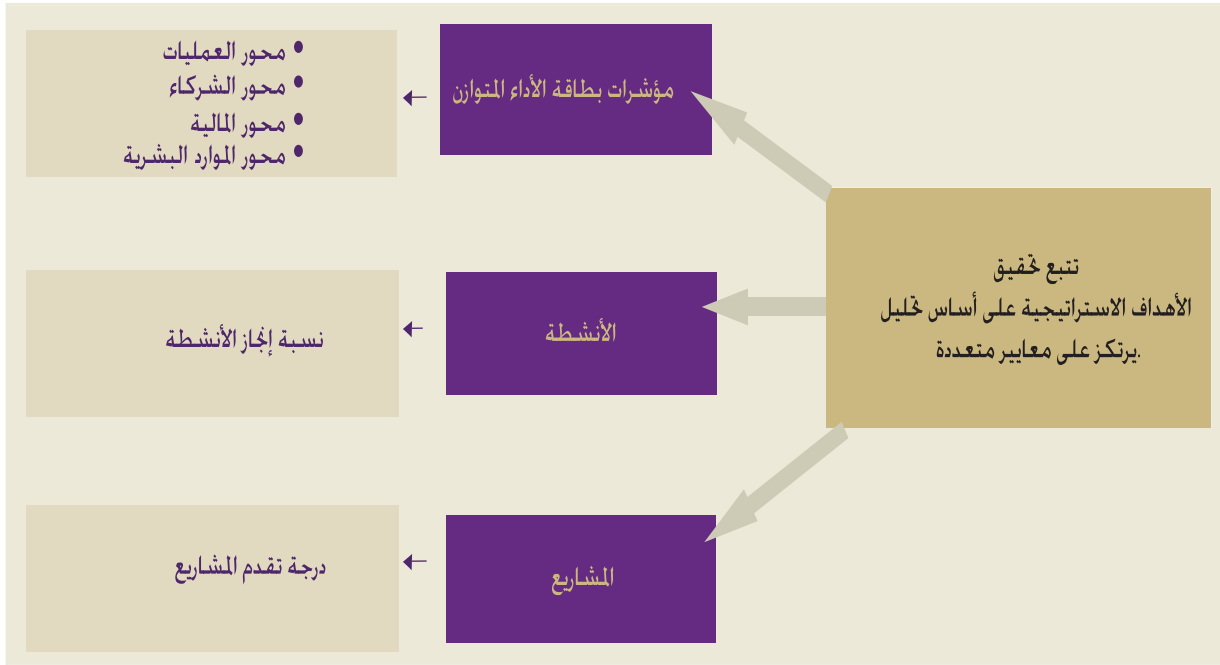 تتبع تحقيق
الأهداف الاستراتيجية على أساس تحليل
يرتكز على معايير متعددة.
مؤشرات بطاقة الأداء المتوازن
• محور العمليات
• محور الشركاء
• محور المالية
• محور الموارد البشرية
الأنشطة
نسبة إنجاز الأنشطة
المشاريع
درجة تقدم المشاريع